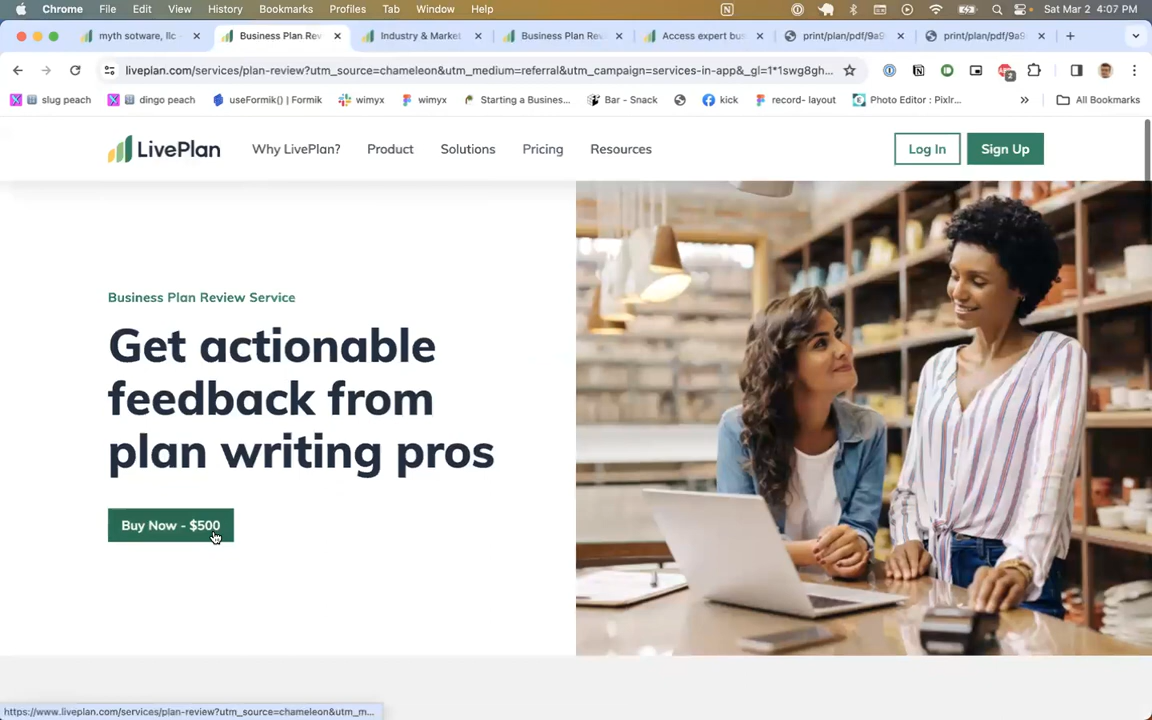 Chrome File Edit View History Bookmarks Profiles Tab Window Help Sat Mar 2 4:07 PM
myth sotware, llc Business Plan Rev Industry & Market Business Plan Re Access expert bus print/plan/pdf/9a9 print/plan/pdf/9a9
liveplan.com/services/plan-review?utm_source=chameleon&utm_medium=referral&utm_campaign=services-in-app&_gl=1*1swg8gh...
slug peach dingo peach useFormik() | Formik wimyx wimyx Starting a Busines... Bar - Snack kick record- layout Photo Editor : Pixlr... » All Bookmarks
LivePlan Why LivePlan? Product Solutions Pricing Resources Log In Sign Up
Business Plan Review Service
Get actionable
feedback from
plan writing pros
Buy Now - $500
https://www.liveplan.com/services/plan-review?utm_source=chameleon&utm_m...